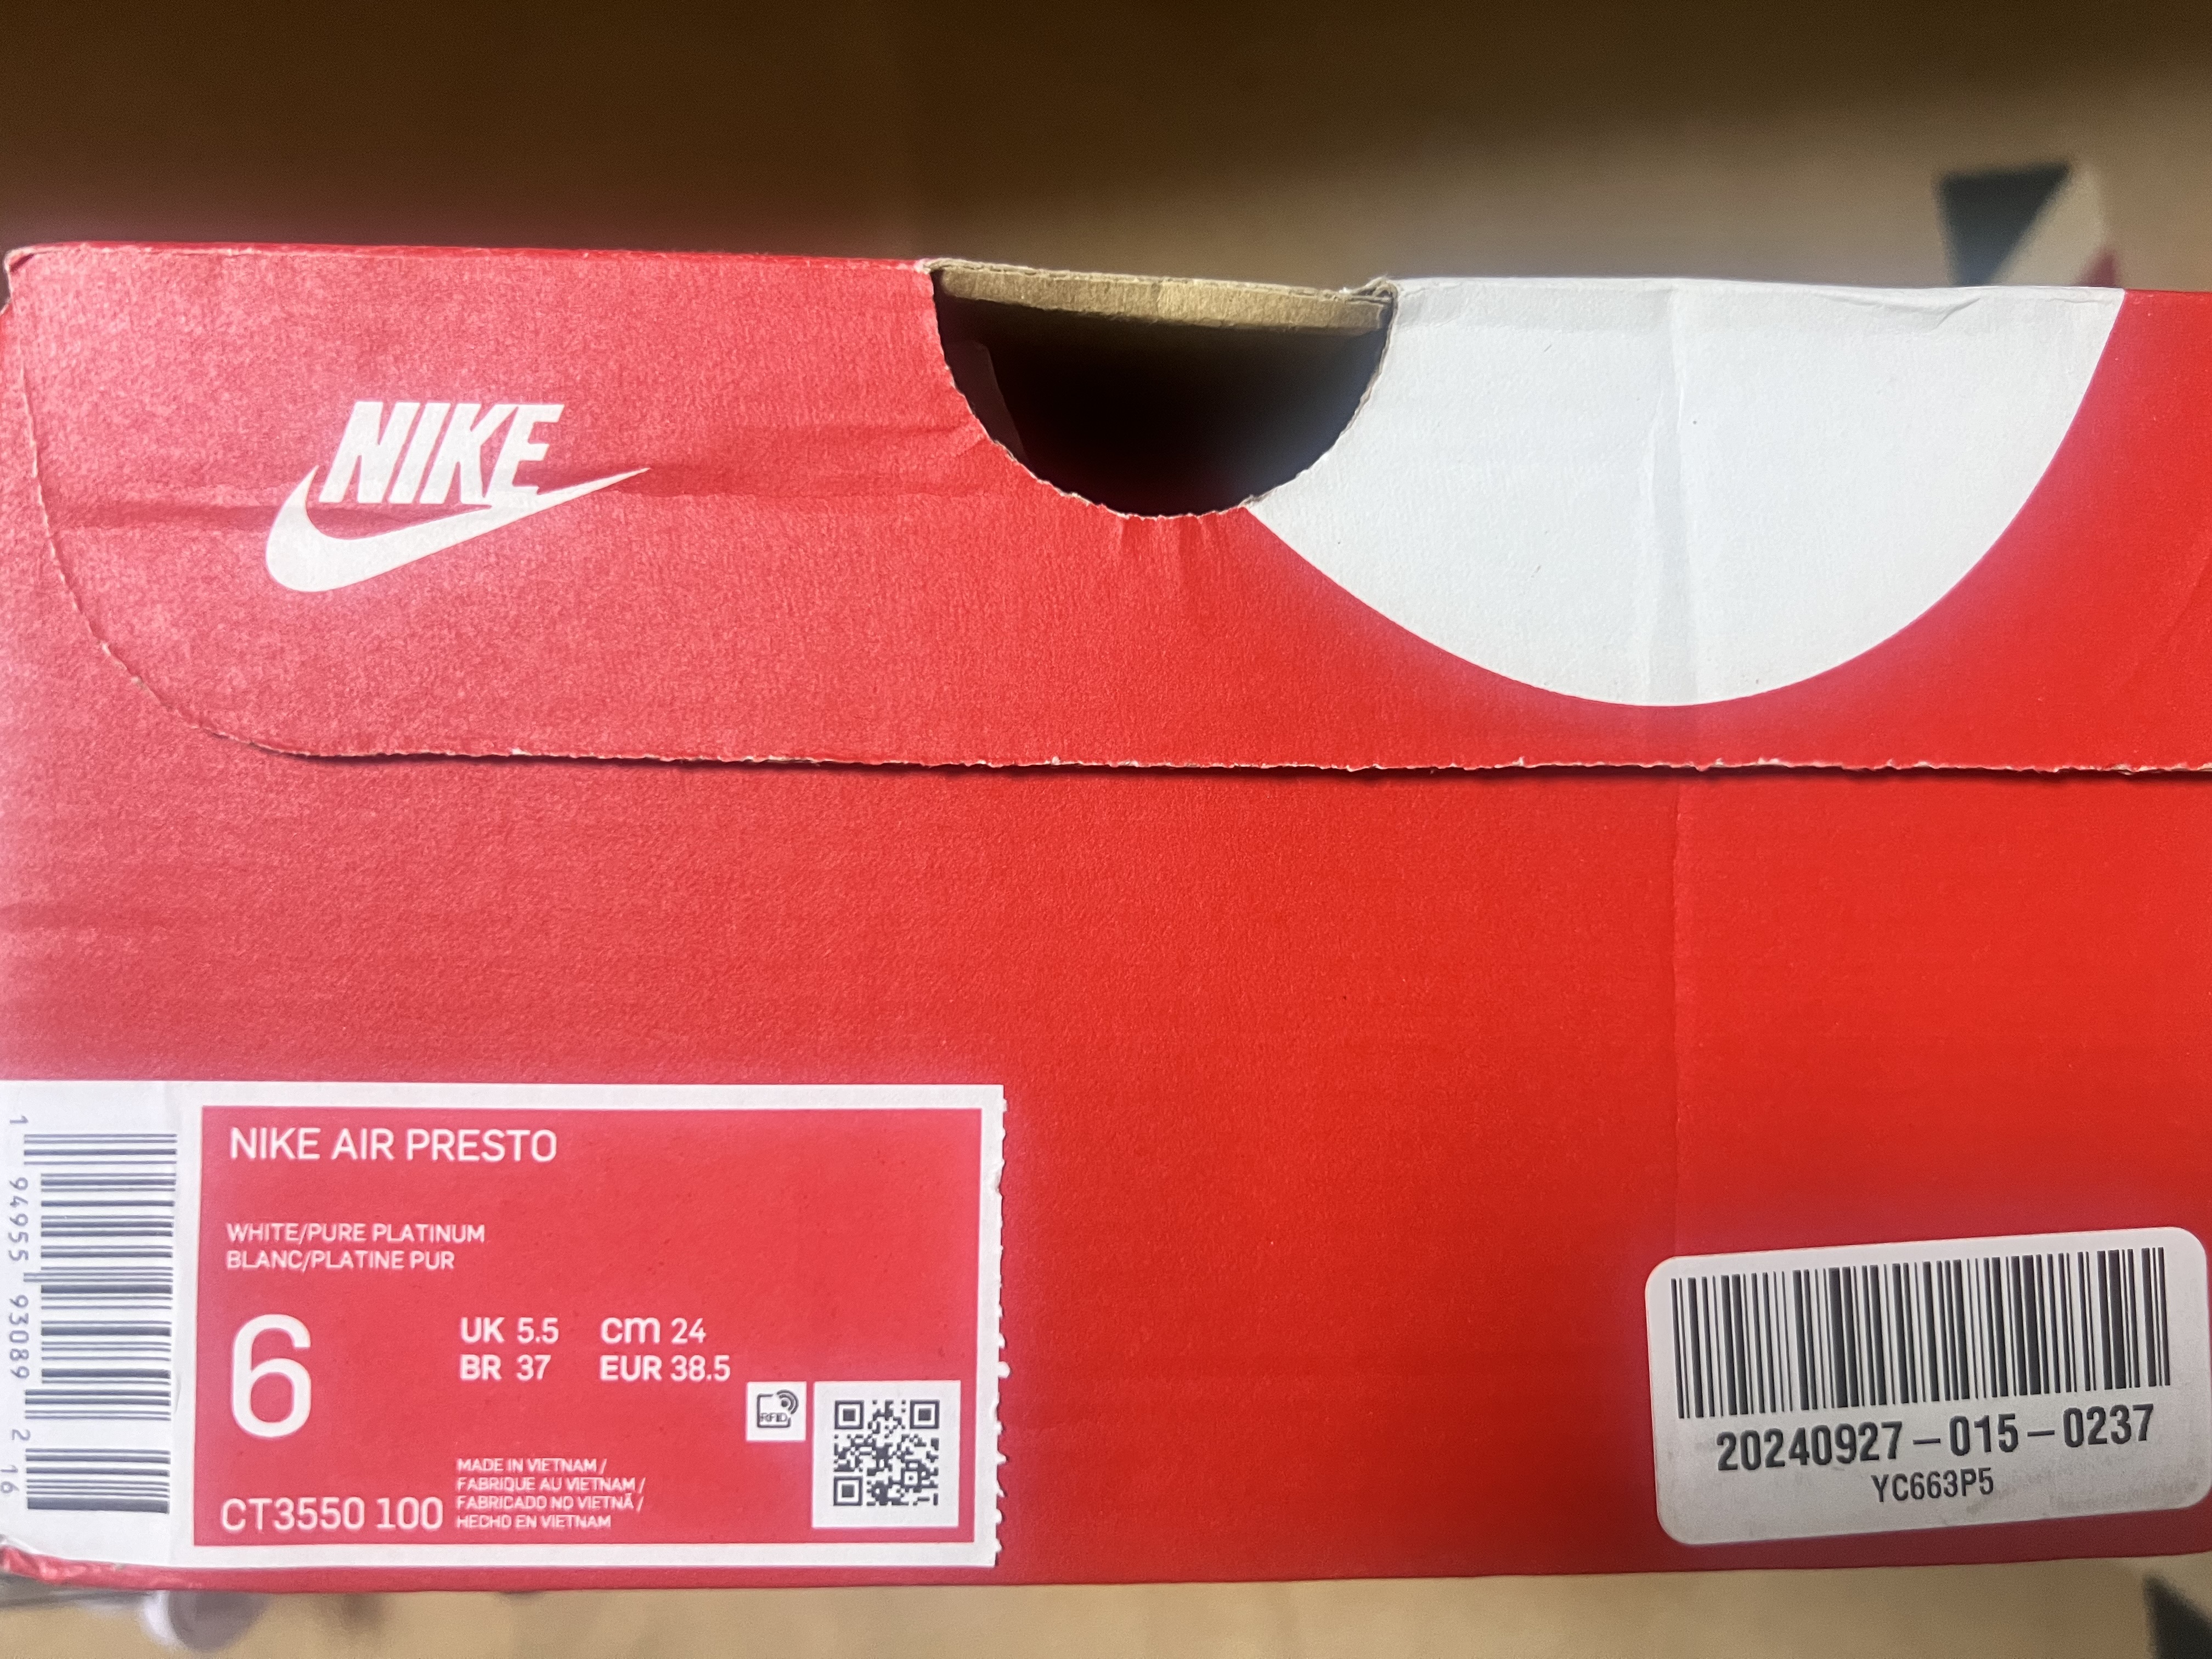 NIKE
NIKE AIR PRESTO
WHITE/PURE PLATINUM
BLANC/PLATINE PUR
6
UK 5.5 cm 24
BR 37 EUR 38.5
RFID
MADE IN VIETNAM /
FABRIQUE AU VIETNAM /
FABRICADO NO VIETNÃ /
HECHO EN VIETNAM
CT3550 100
1 94955 93089 2 16
20240927-015-0237
YC663P5